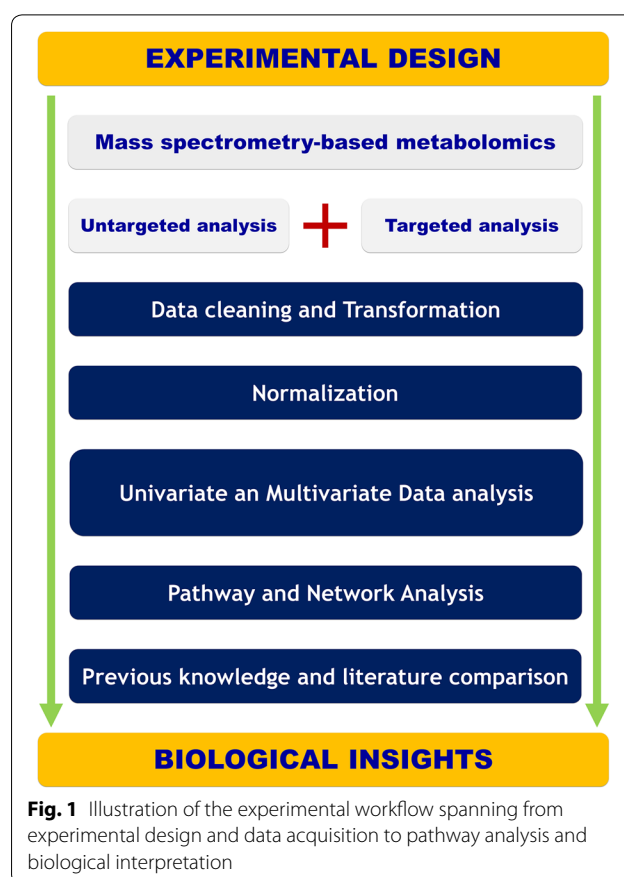 EXPERIMENTAL DESIGN
Mass spectrometry-based metabolomics
Untargeted analysis + Targeted analysis
Data cleaning and Transformation
Normalization
Univariate an Multivariate Data analysis
Pathway and Network Analysis
Previous knowledge and literature comparison
BIOLOGICAL INSIGHTS
Fig. 1 Illustration of the experimental workflow spanning from
experimental design and data acquisition to pathway analysis and
biological interpretation